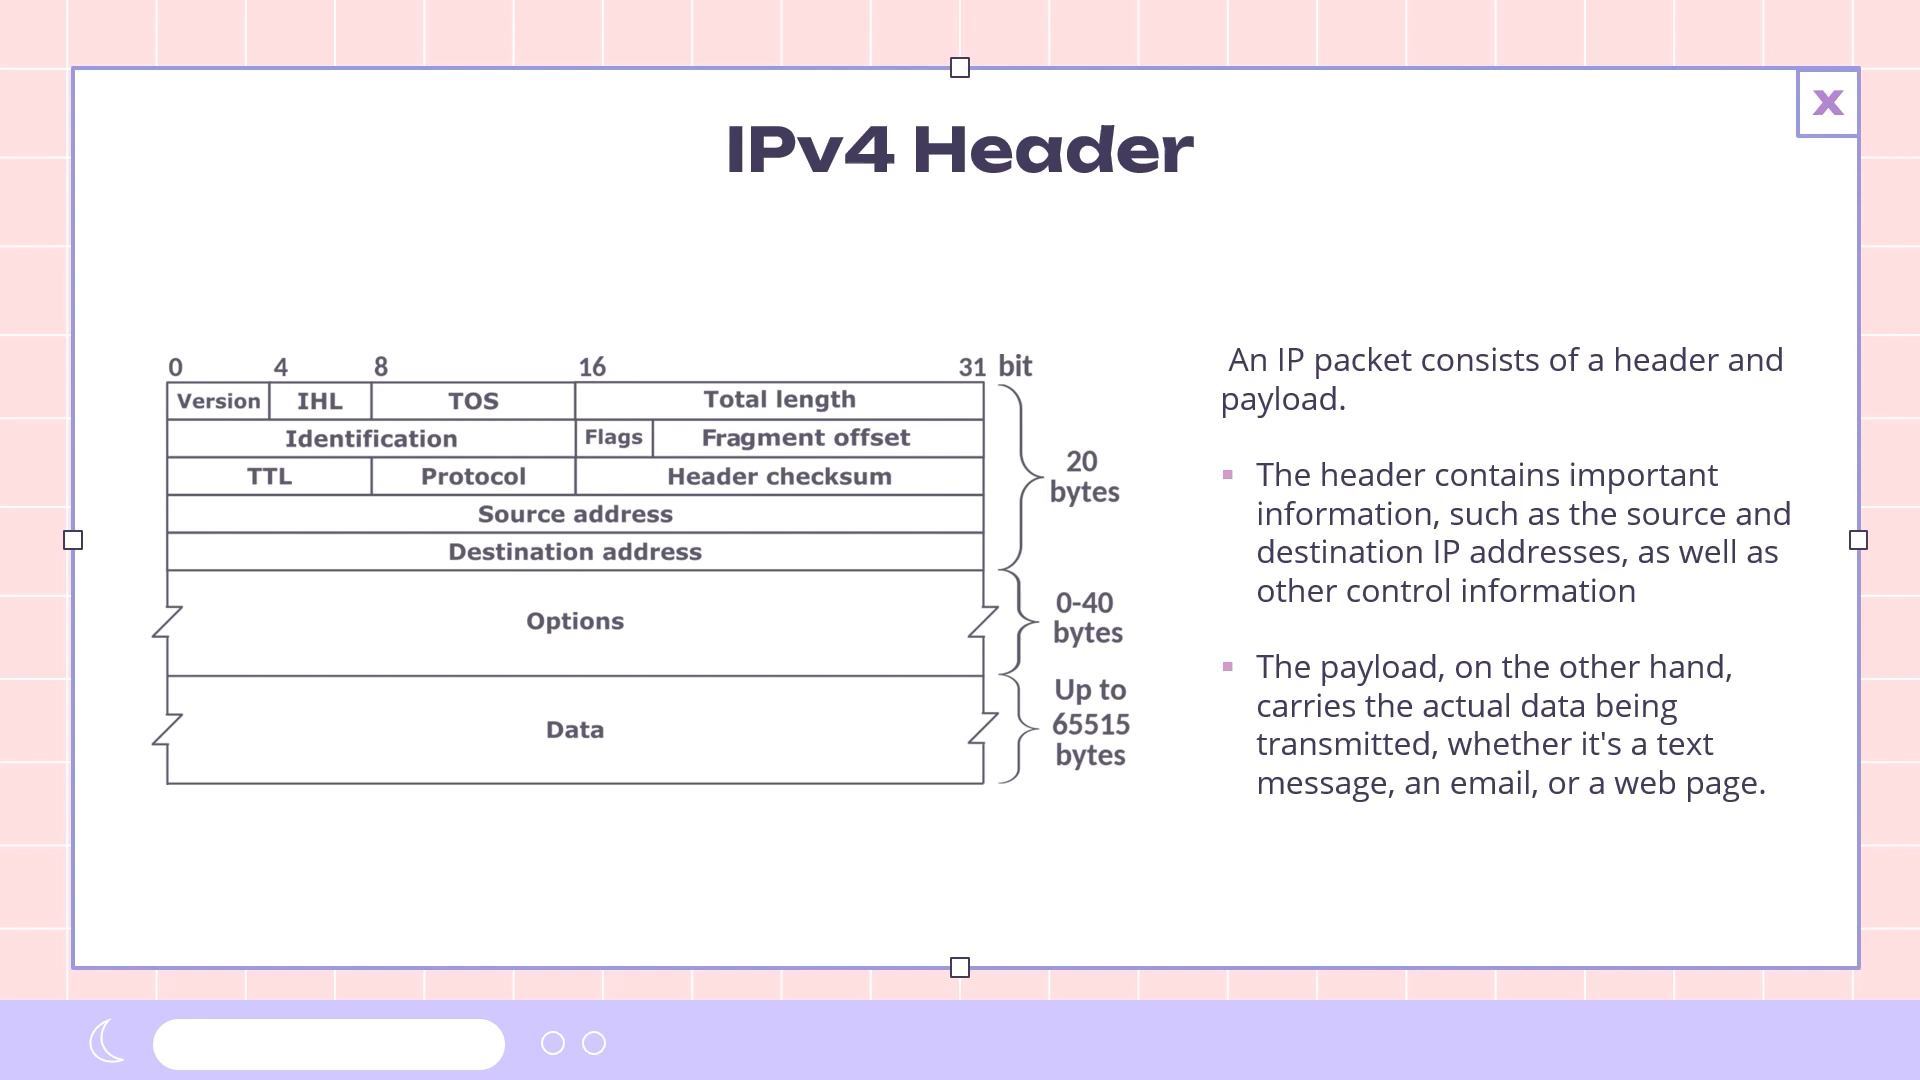 X
IPv4 Header
0 4 8 16 31 bit
Version IHL TOS Total length
Identification Flags Fragment offset
TTL Protocol Header checksum
Source address
Destination address
20
bytes
Options
0-40
bytes
Data
Up to
65515
bytes
An IP packet consists of a header and
payload.
▪ The header contains important
information, such as the source and
destination IP addresses, as well as
other control information
▪ The payload, on the other hand,
carries the actual data being
transmitted, whether it's a text
message, an email, or a web page.